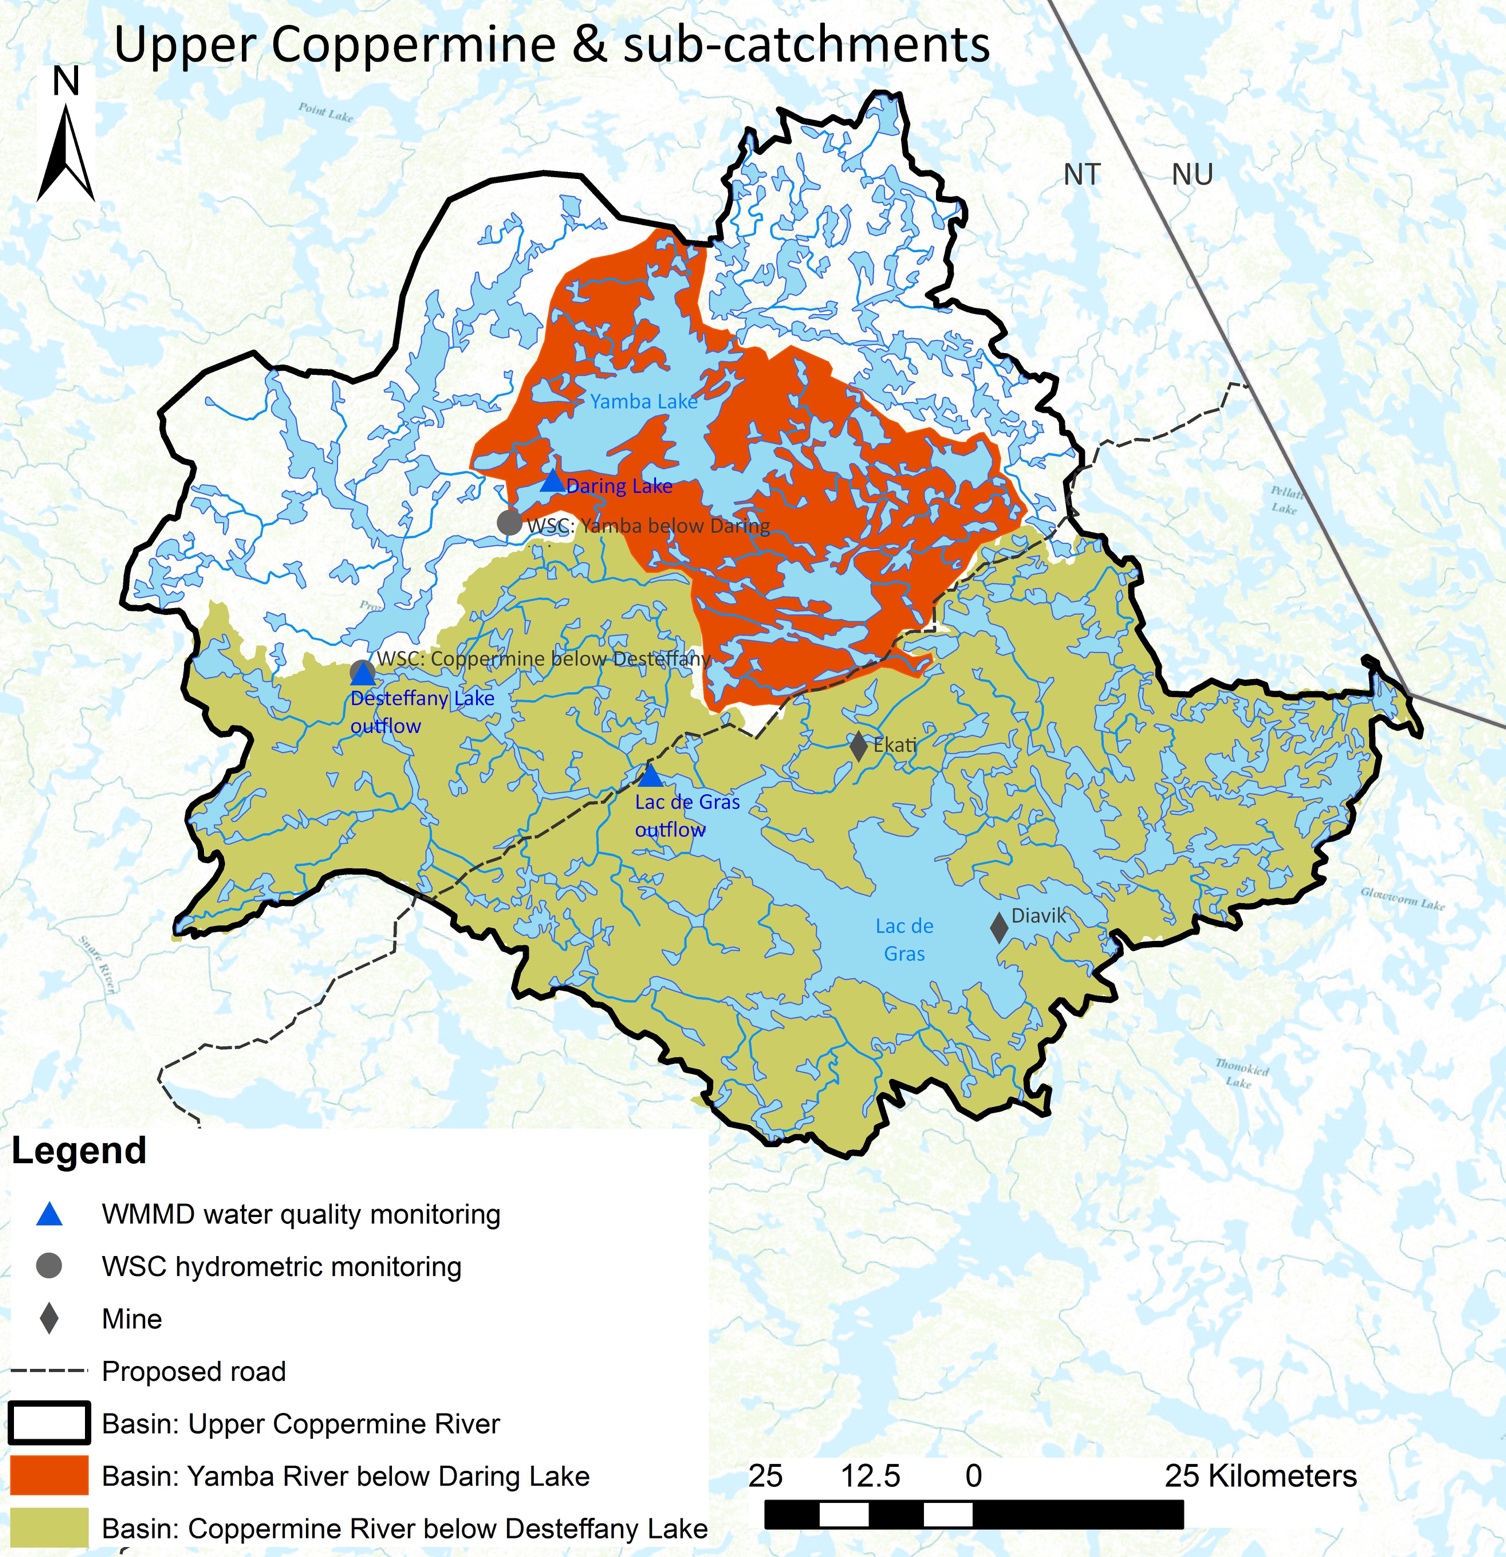 Upper Coppermine & sub-catchments
N
Point Lake
NT
NU
Yamba Lake
Daring Lake
Pellatt
Lake
WSC: Yamba below Daring
WSC: Coppermine below Desteffany
Desteffany Lake
outflow
Ekati
Lac de Gras
outflow
Glowworm Lake
Diavik
Lac de
Gras
Snare River
Thonokied
Lake
Legend
WMMD water quality monitoring
WSC hydrometric monitoring
Mine
Proposed road
Basin: Upper Coppermine River
Basin: Yamba River below Daring Lake
Basin: Coppermine River below Desteffany Lake
25 12.5 0 25 Kilometers